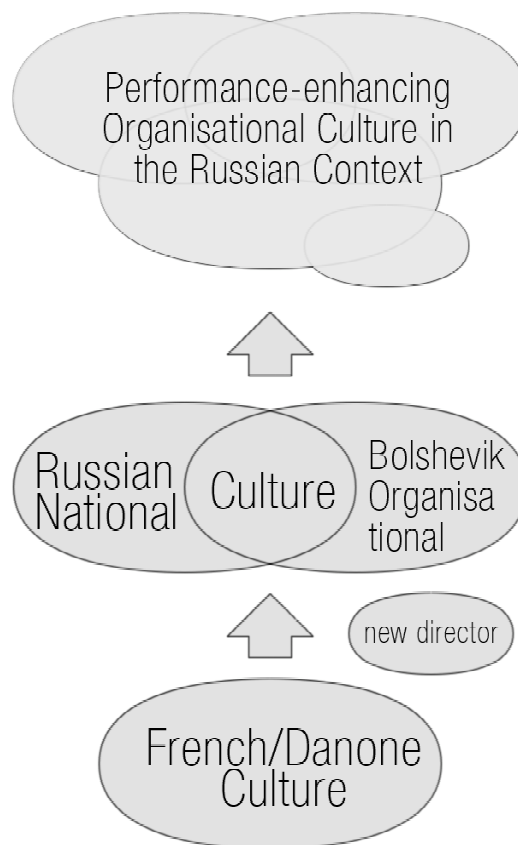 Performance-enhancing
Organisational Culture in
the Russian Context
Russian
National
Culture
Bolshevik
Organisa
tional
new director
French/Danone
Culture